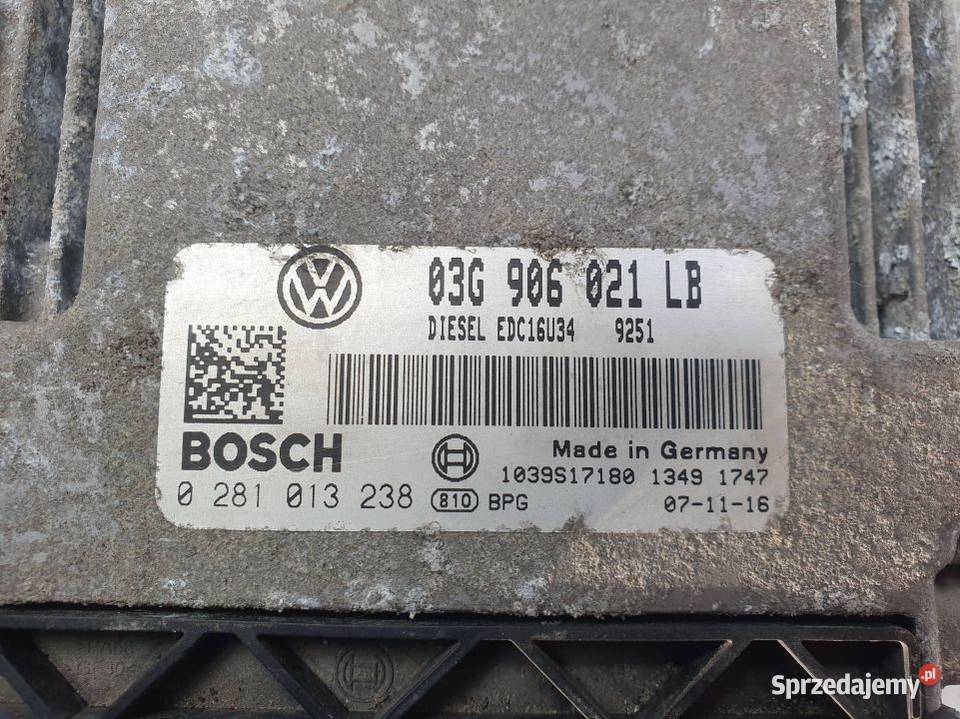 03G 906 021 LB
DIESEL EDC16U34 9251
BOSCH
Made in Germany
1039S17180 1349 1747
0 281 013 238 810 BPG
07-11-16
Sprzedajemy.pl